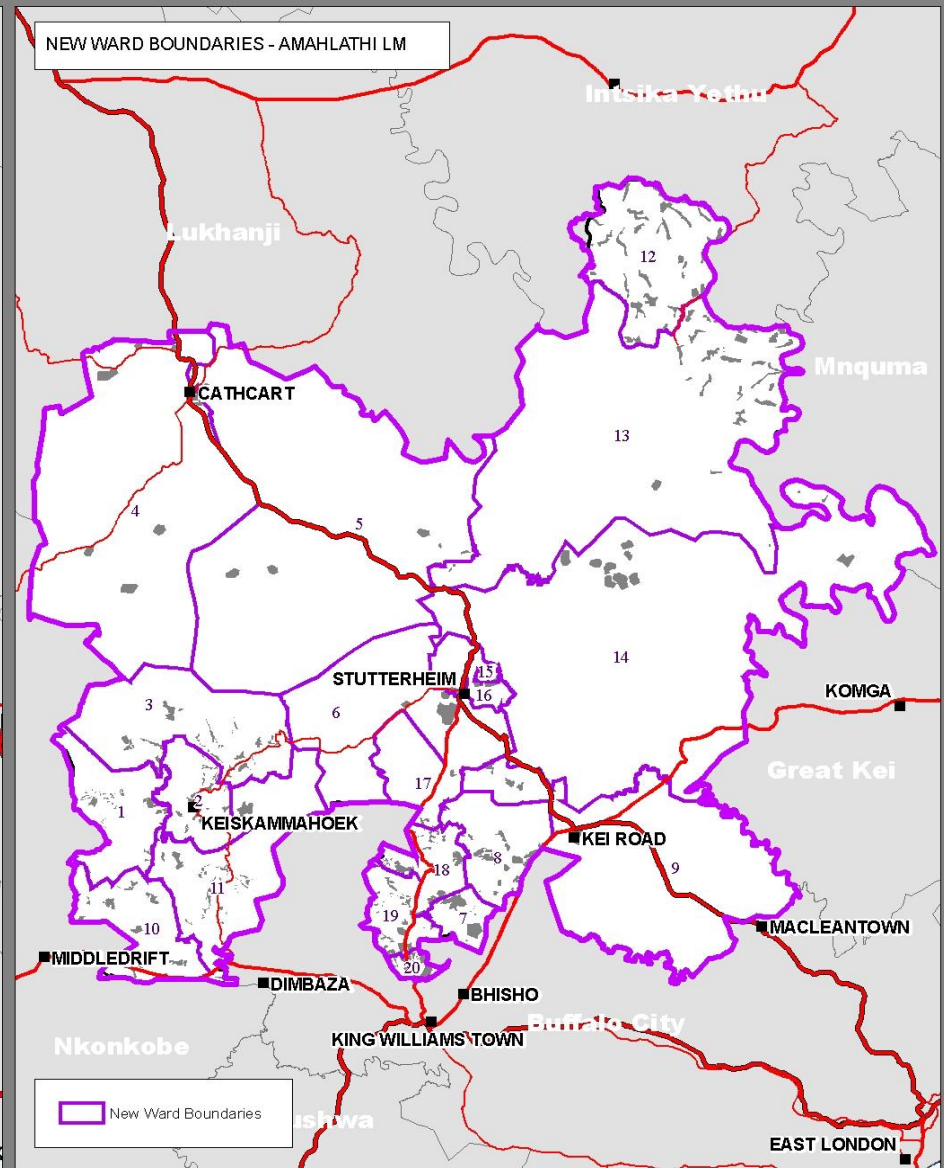 NEW WARD BOUNDARIES - AMAHLATHI LM
Intsika Yethu
Lukhanji
12
Mnquma
CATHCART
13
4
5
14
STUTTERHEIM
15
16
KOMGA
3
6
Great Kei
17
1
2
KEISKAMMAHOEK
KEI ROAD
8
18
9
11
19
7
10
MACLEANTOWN
MIDDLEDRIFT
20
DIMBAZA
BHISHO
Buffalo City
KING WILLIAMS TOWN
Nkonkobe
New Ward Boundaries
ushwa
EAST LONDON